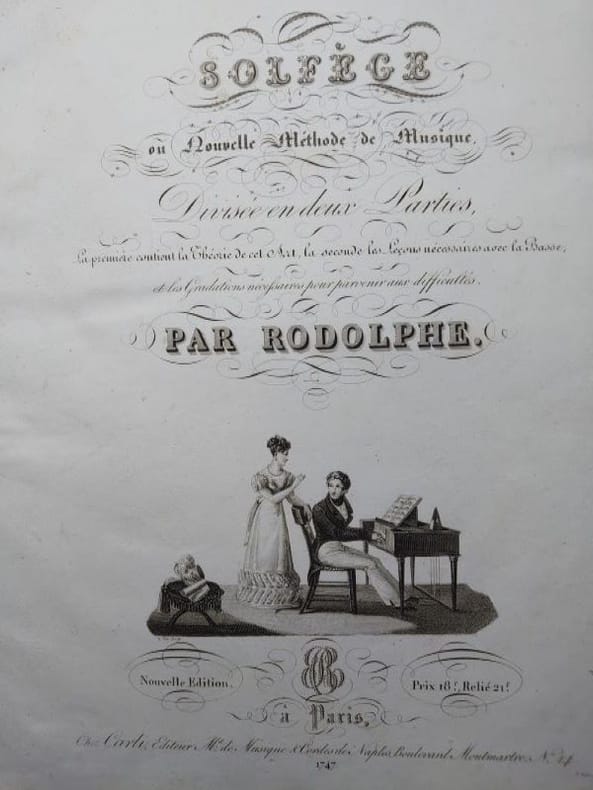 SOLFÈGE
ou Nouvelle Méthode de Musique,
Divisée en deux Parties,
La première contient la Théorie de cet Art, la seconde les Leçons nécessaires avec la Basse,
et les Gradations nécessaires pour parvenir aux difficultés.
PAR RODOLPHE.
Nouvelle Edition.
Prix 18f. Relié 21f.
à Paris,
Chez Carli, Editeur Md. de Musique & Cordes de Naples, Boulevard Montmartre, No. 14
1747